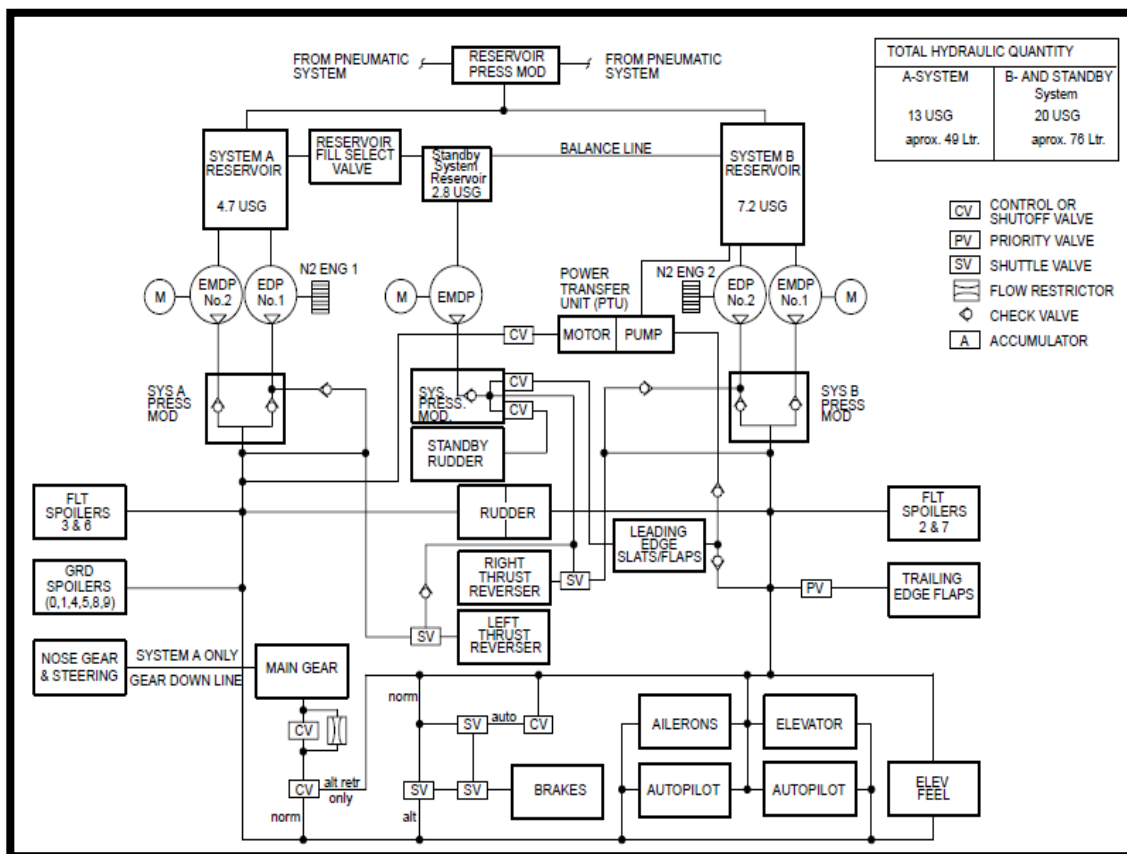 FROM PNEUMATIC
SYSTEM
RESERVOIR
PRESS MOD
FROM PNEUMATIC
SYSTEM
TOTAL HYDRAULIC QUANTITY
A-SYSTEM
13 USG
aprox. 49 Ltr.
B- AND STANDBY
System
20 USG
aprox. 76 Ltr.
SYSTEM A
RESERVOIR
4.7 USG
RESERVOIR
FILL SELECT
VALVE
Standby
System
Reservoir
2.8 USG
BALANCE LINE
SYSTEM B
RESERVOIR
7.2 USG
CV
CONTROL OR
SHUTOFF VALVE
PV
PRIORITY VALVE
SV
SHUTTLE VALVE
FLOW RESTRICTOR
CHECK VALVE
A
ACCUMULATOR
M
EMDP
No.2
EDP
No.1
N2 ENG 1
M
EMDP
POWER
TRANSFER
UNIT (PTU)
N2 ENG 2
EDP
No.2
EMDP
No.1
M
CV
MOTOR
PUMP
SYS A
PRESS
MOD
SYS.
PRESS.
MOD.
CV
CV
SYS B
PRESS
MOD
STANDBY
RUDDER
FLT
SPOILERS
3 & 6
RUDDER
FLT
SPOILERS
2 & 7
LEADING
EDGE
SLATS/FLAPS
GRD
SPOILERS
(0,1,4,5,8,9)
RIGHT
THRUST
REVERSER
SV
PV
TRAILING
EDGE FLAPS
SV
LEFT
THRUST
REVERSER
NOSE GEAR
& STEERING
SYSTEM A ONLY
GEAR DOWN LINE
MAIN GEAR
norm
CV
SV
auto
CV
AILERONS
ELEVATOR
CV
alt retr
only
norm
SV
alt
SV
BRAKES
AUTOPILOT
AUTOPILOT
ELEV
FEEL